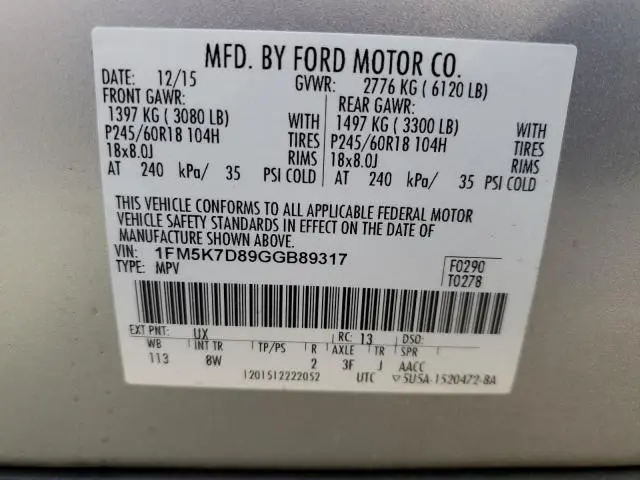 MFD. BY FORD MOTOR CO.
DATE: 12/15 GVWR: 2776 KG ( 6120 LB)
FRONT GAWR: REAR GAWR:
1397 KG ( 3080 LB) WITH 1497 KG ( 3300 LB) WITH
P245/60R18 104H TIRES P245/60R18 104H TIRES
18x8.0J RIMS 18x8.0J RIMS
AT 240 kPa/ 35 PSI COLD AT 240 kPa/ 35 PSI COLD
THIS VEHICLE CONFORMS TO ALL APPLICABLE FEDERAL MOTOR
VEHICLE SAFETY STANDARDS IN EFFECT ON THE DATE OF
MANUFACTURE SHOWN ABOVE.
VIN: 1FM5K7D89GGB89317
TYPE: MPV
F0290
T0278
EXT PNT: UX RC: 13 DSO:
WB INT TR TP/PS R AXLE TR SPR
113 8W 2 3F J AACC
1201512222052 UTC ▽5U5A-1520472-BA